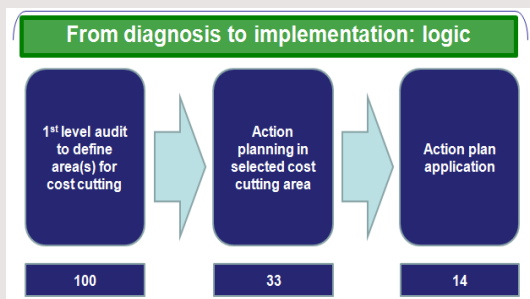 From diagnosis to implementation: logic
1st level audit
to define
area(s) for
cost cutting
Action
planning in
selected cost
cutting area
Action plan
application
100
33
14